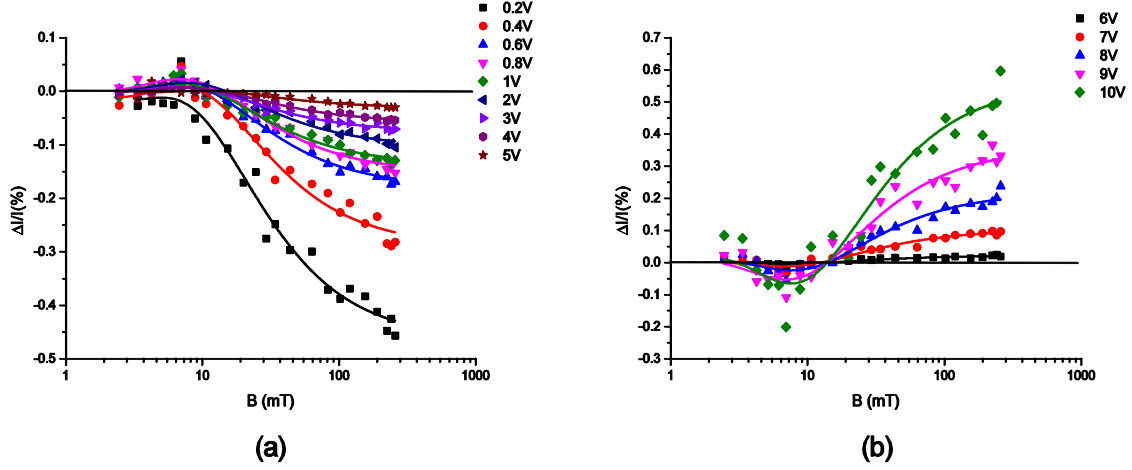 0.2V
0.4V
0.6V
0.8V
1V
2V
3V
4V
5V
0.1
0.0
-0.1
-0.2
-0.3
-0.4
-0.5
ΔI/I(%)
1
10
100
1000
B (mT)
(a)
6V
7V
8V
9V
10V
0.7
0.6
0.5
0.4
0.3
0.2
0.1
0.0
-0.1
-0.2
-0.3
ΔI/I(%)
1
10
100
1000
B (mT)
(b)